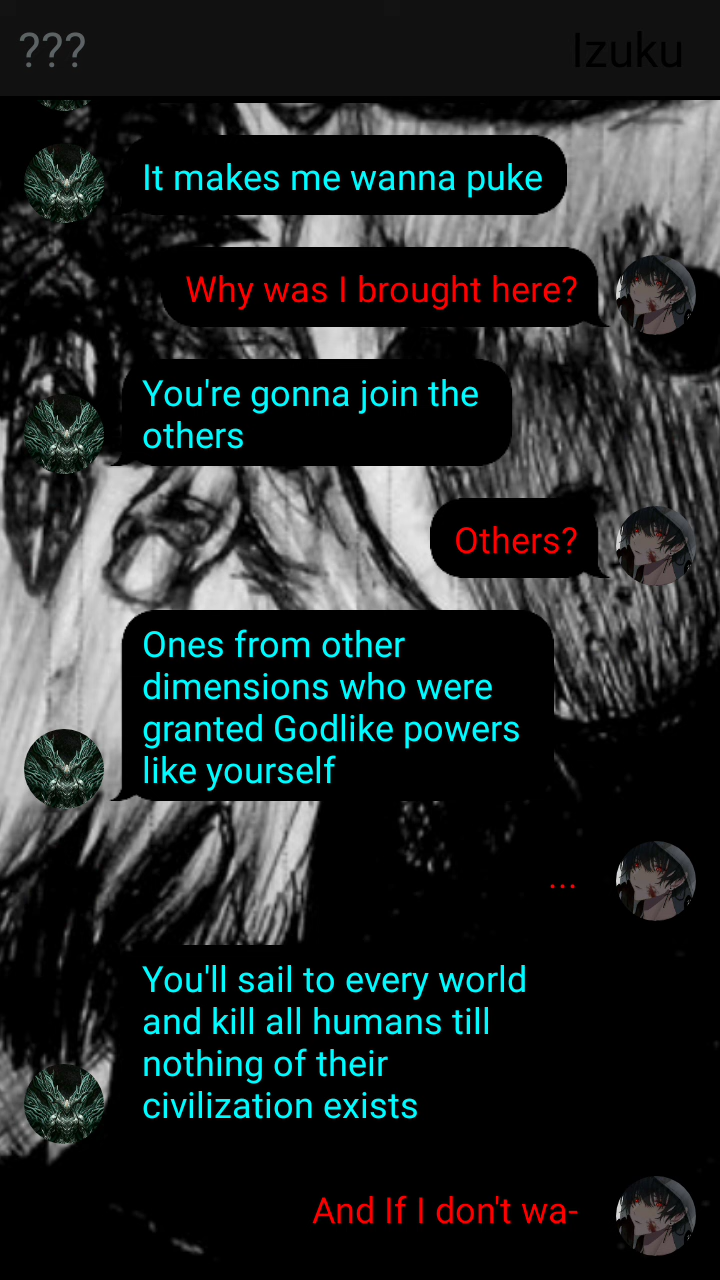 ???
Izuku
It makes me wanna puke
Why was I brought here?
You're gonna join the
others
Others?
Ones from other
dimensions who were
granted Godlike powers
like yourself
...
You'll sail to every world
and kill all humans till
nothing of their
civilization exists
And If I don't wa-